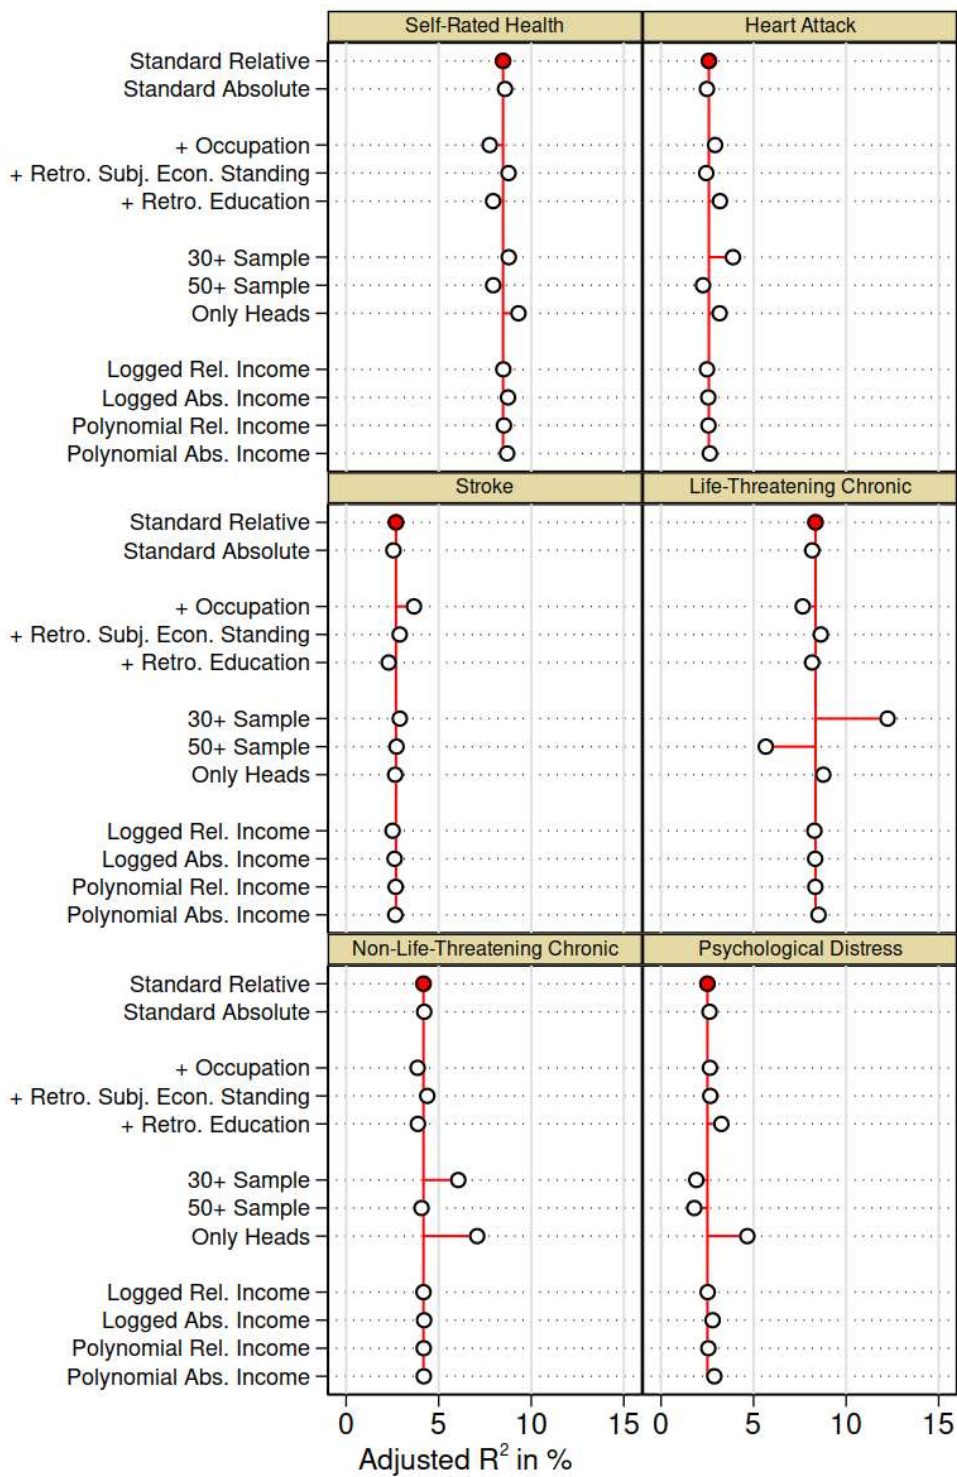 Self-Rated Health Heart Attack
Standard Relative
Standard Absolute
+ Occupation
+ Retro. Subj. Econ. Standing
+ Retro. Education
30+ Sample
50+ Sample
Only Heads
Logged Rel. Income
Logged Abs. Income
Polynomial Rel. Income
Polynomial Abs. Income
Stroke Life-Threatening Chronic
Standard Relative
Standard Absolute
+ Occupation
+ Retro. Subj. Econ. Standing
+ Retro. Education
30+ Sample
50+ Sample
Only Heads
Logged Rel. Income
Logged Abs. Income
Polynomial Rel. Income
Polynomial Abs. Income
Non-Life-Threatening Chronic Psychological Distress
Standard Relative
Standard Absolute
+ Occupation
+ Retro. Subj. Econ. Standing
+ Retro. Education
30+ Sample
50+ Sample
Only Heads
Logged Rel. Income
Logged Abs. Income
Polynomial Rel. Income
Polynomial Abs. Income
0 5 10 15 0 5 10 15
Adjusted R² in %